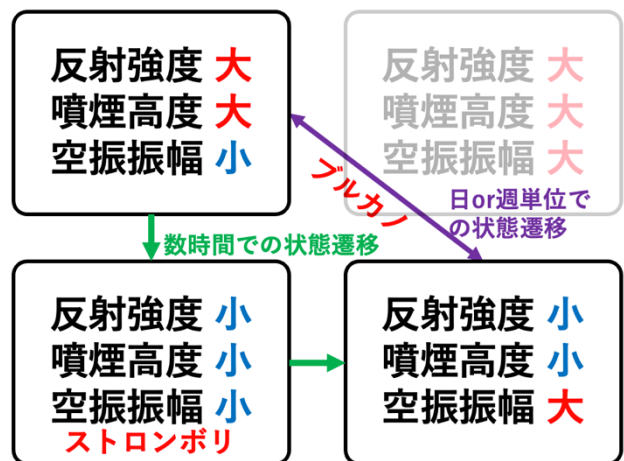 反射強度 大
噴煙高度 大
空振振幅 小
反射強度 大
噴煙高度 大
空振振幅 大
ブルカノ
日or週単位で
の状態遷移
数時間での状態遷移
反射強度 小
噴煙高度 小
空振振幅 小
ストロンボリ
反射強度 小
噴煙高度 小
空振振幅 大